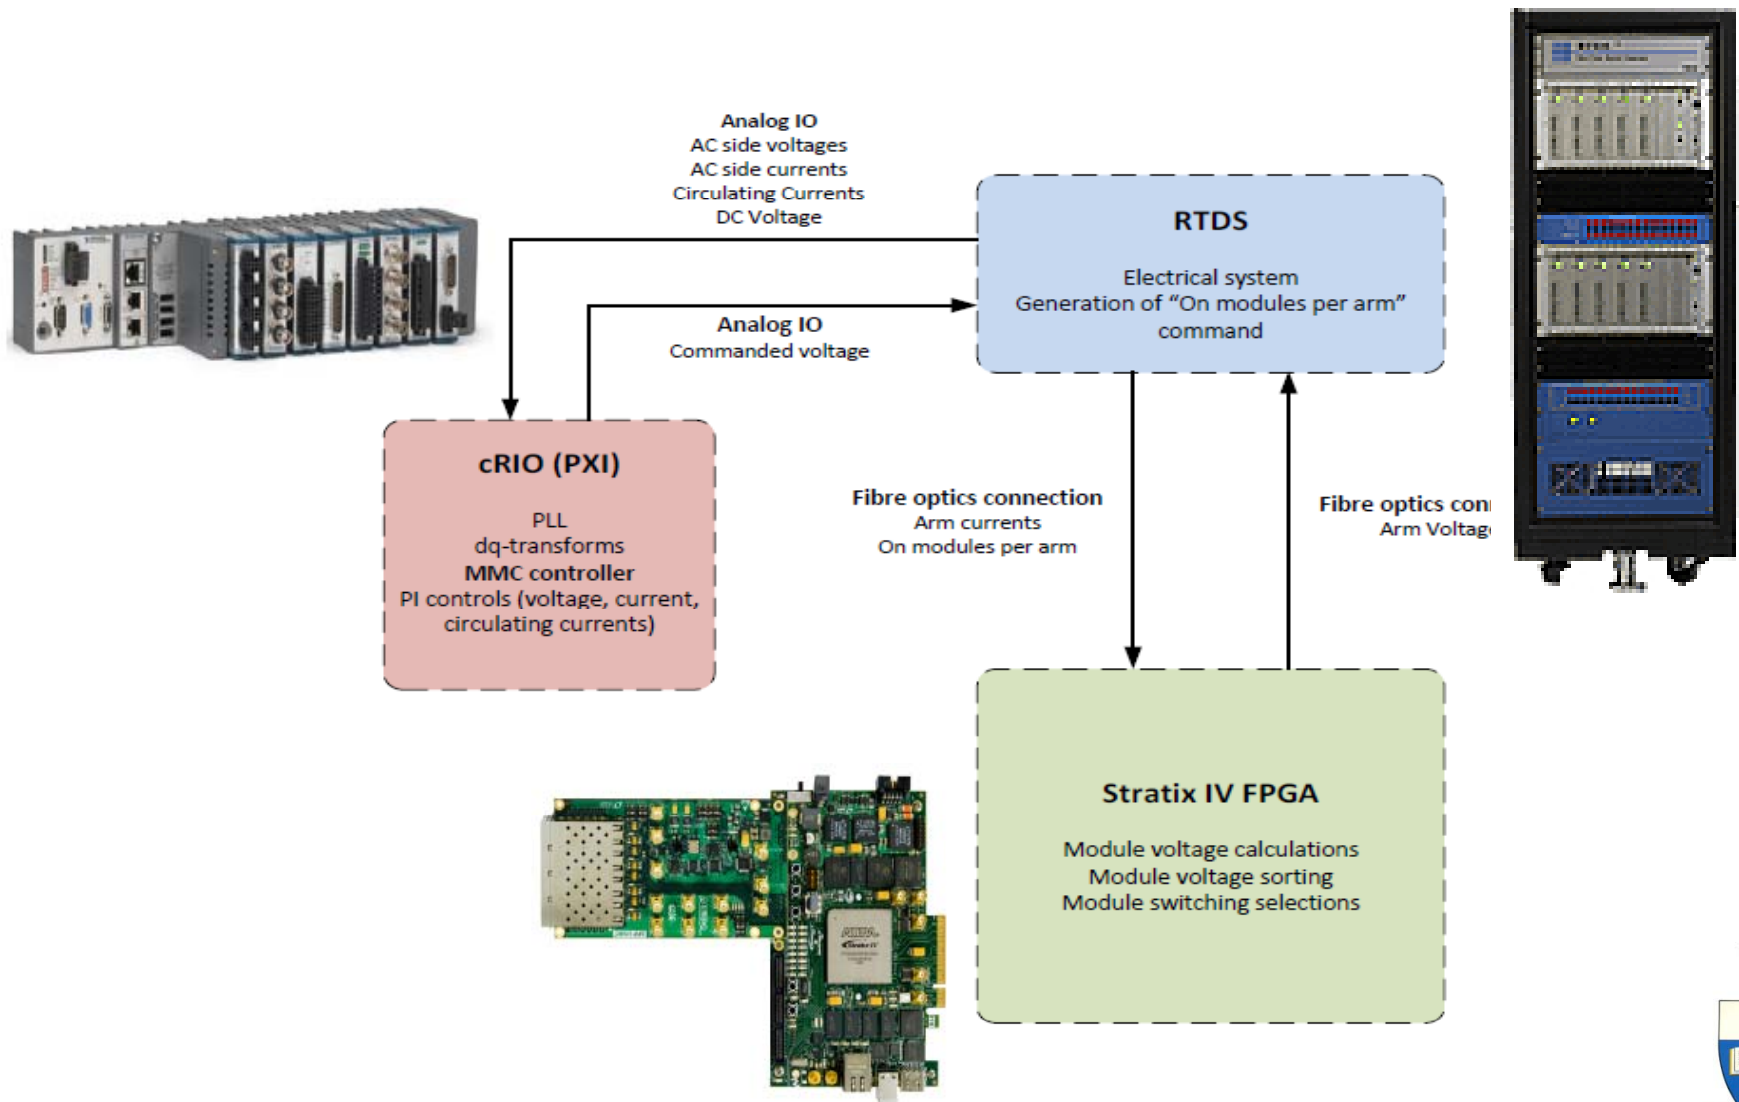 Analog IO
AC side voltages
AC side currents
Circulating Currents
DC Voltage
RTDS
Electrical system
Generation of “On modules per arm”
command
Analog IO
Commanded voltage
cRIO (PXI)
PLL
dq-transforms
MMC controller
PI controls (voltage, current,
circulating currents)
Fibre optics connection
Arm currents
On modules per arm
Fibre optics
Arm
Stratix IV FPGA
Module voltage calculations
Module voltage sorting
Module switching selections